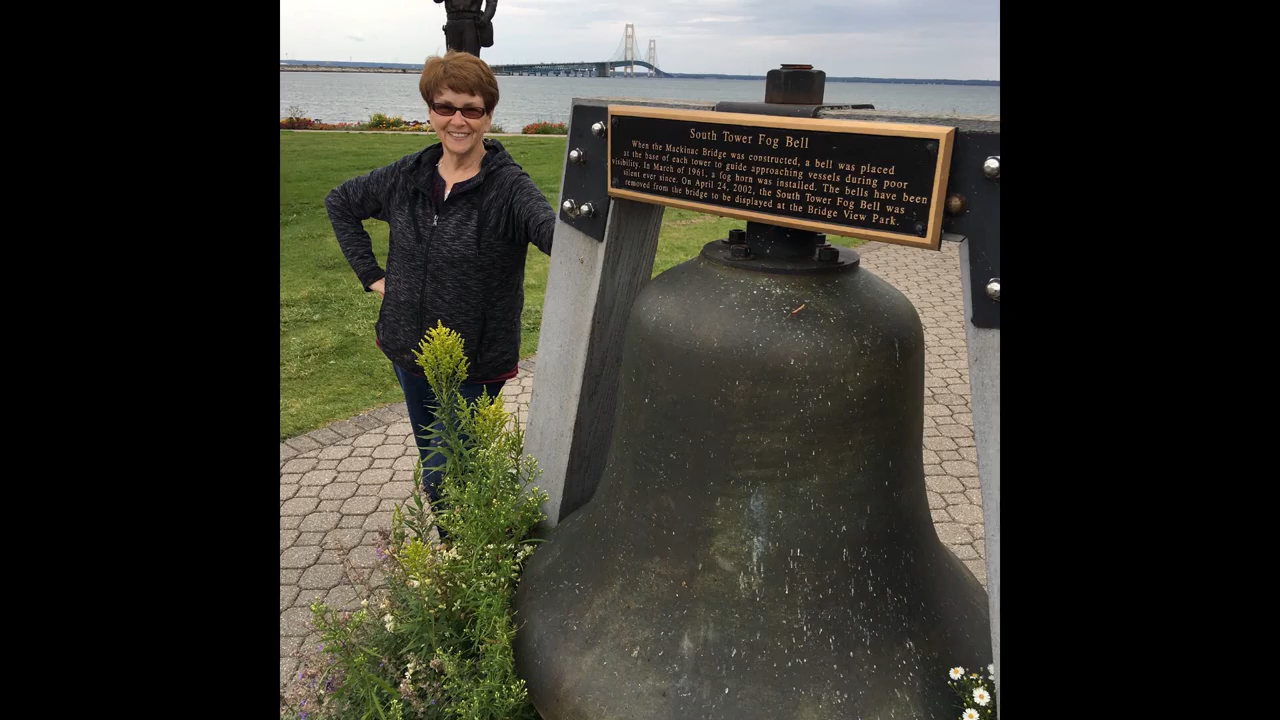 South Tower Fog Bell
When the Mackinac Bridge was constructed, a bell was placed
at the base of each tower to guide approaching vessels during poor
visibility. In March of 1961, a fog horn was installed. The bells have been
silent ever since. On April 24, 2002, the South Tower Fog Bell was
removed from the bridge to be displayed at the Bridge View Park.